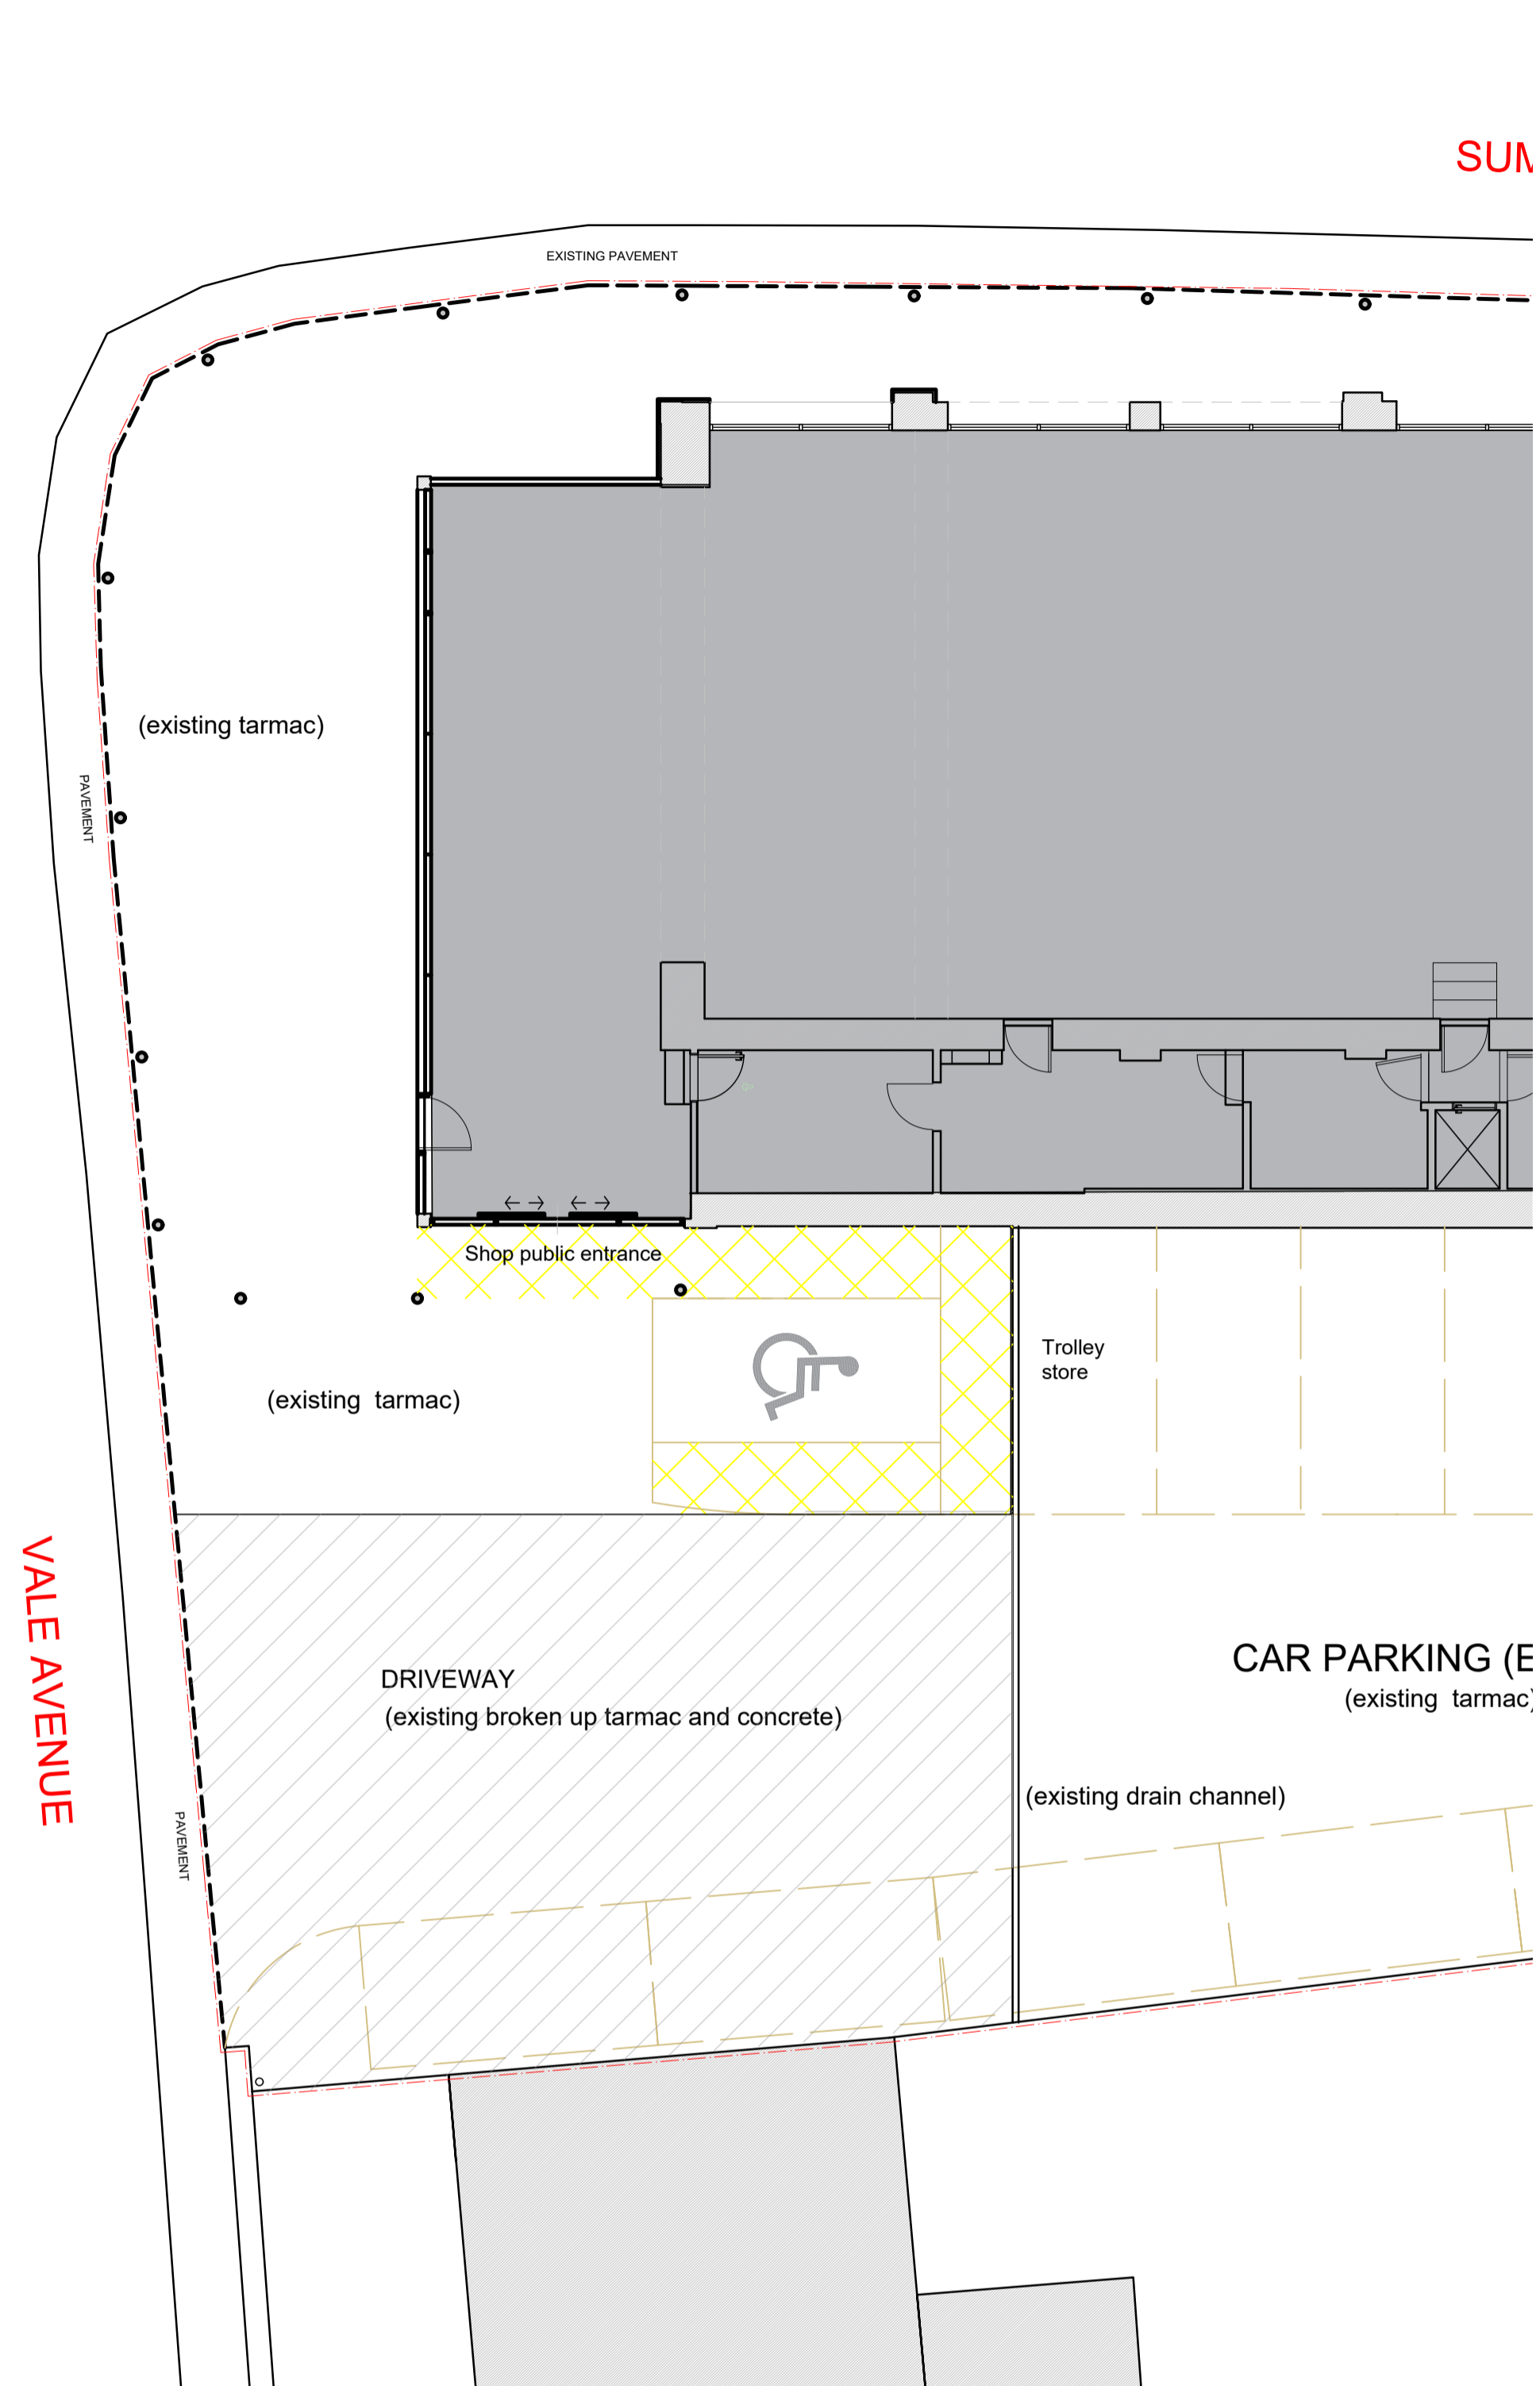 SUM
EXISTING PAVEMENT
(existing tarmac)
PAVEMENT
Shop public entrance
Trolley
store
(existing tarmac)
VALE AVENUE
DRIVEWAY
(existing broken up tarmac and concrete)
CAR PARKING (E
(existing tarmac)
(existing drain channel)
PAVEMENT